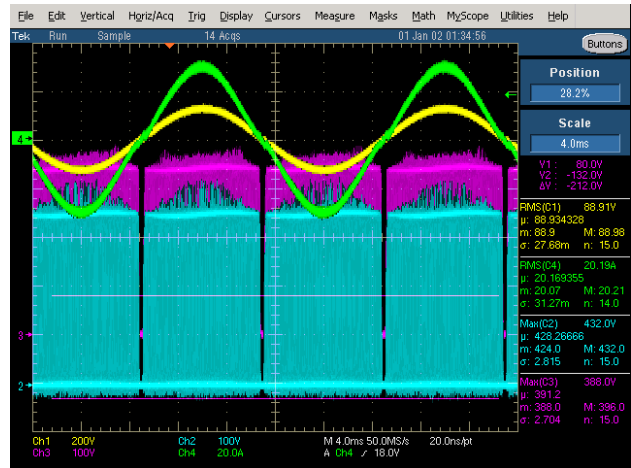 File Edit Vertical Horiz/Acq Trig Display Cursors Measure Masks Math MyScope Utilities Help
Tek Run Sample 14 Acqs 01 Jan 02 01:34:56
Buttons
Position
28.2%
Scale
4.0ms
V1: 80.0V
V2: -132.0V
ΔV: -212.0V
RMS(C1) 88.91V
µ: 88.934328
m: 88.9 M: 88.98
σ: 27.68m n: 15.0
RMS(C4) 20.19A
µ: 20.169355
m: 20.07 M: 20.21
σ: 31.27m n: 14.0
Max(C2) 432.0V
µ: 428.26666
m: 424.0 M: 432.0
σ: 2.815 n: 15.0
Max(C3) 388.0V
µ: 391.2
m: 388.0 M: 396.0
σ: 2.704 n: 15.0
4
3
2
Ch1 200V Ch2 100V M 4.0ms 50.0MS/s 20.0ns/pt
Ch3 100V Ch4 20.0A A Ch4 ∕ 18.0V